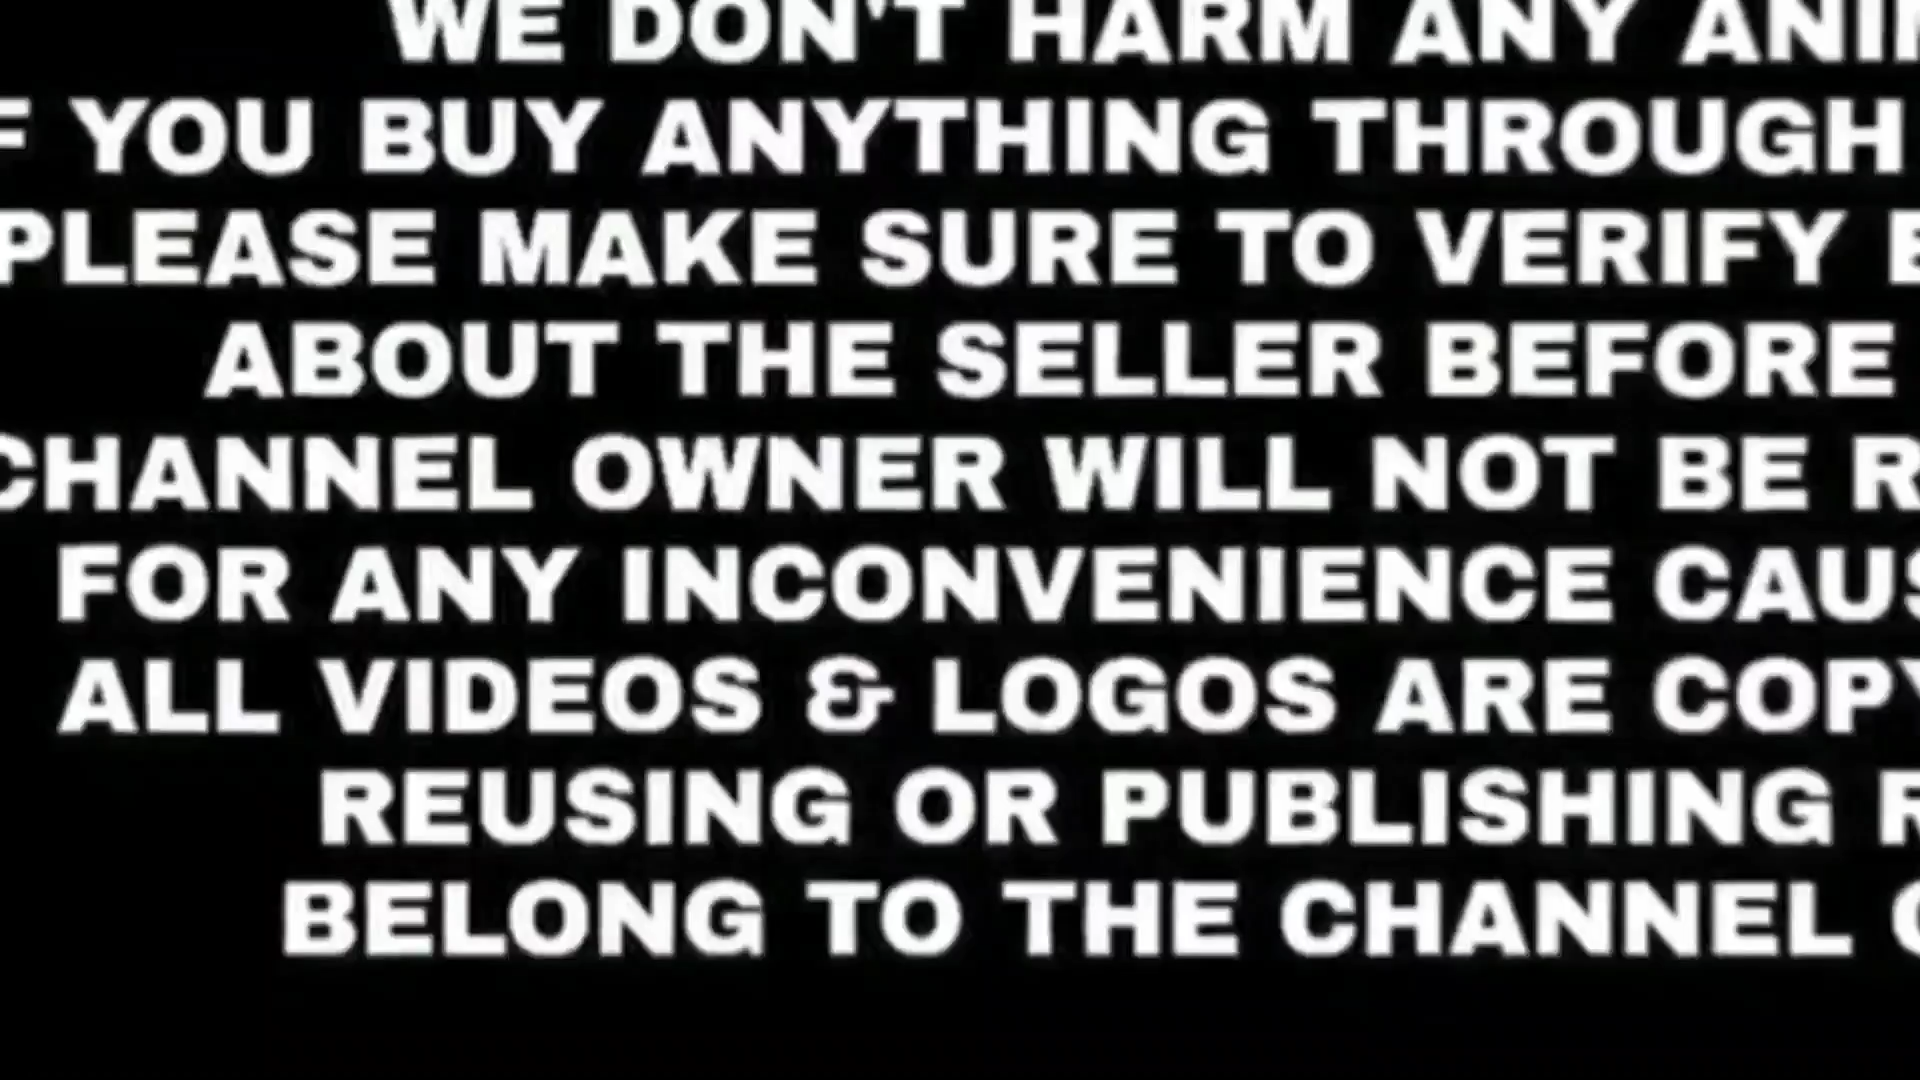 WE DON'T HARM ANY
YOU BUY ANYTHING THROUGH
PLEASE MAKE SURE TO VERIFY
ABOUT THE SELLER BEFORE
CHANNEL OWNER WILL NOT BE
FOR ANY INCONVENIENCE
ALL VIDEOS & LOGOS ARE
REUSING OR PUBLISHING
BELONG TO THE CHANNEL